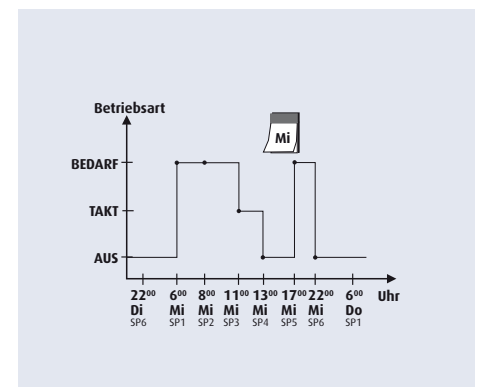 Betriebsart
Mi
BEDARF
TAKT
AUS
22⁰⁰ 6⁰⁰ 8⁰⁰ 11⁰⁰ 13⁰⁰ 17⁰⁰ 22⁰⁰ 6⁰⁰ Uhr
Di Mi Mi Mi Mi Mi Mi Do
SP6 SP1 SP2 SP3 SP4 SP5 SP6 SP1